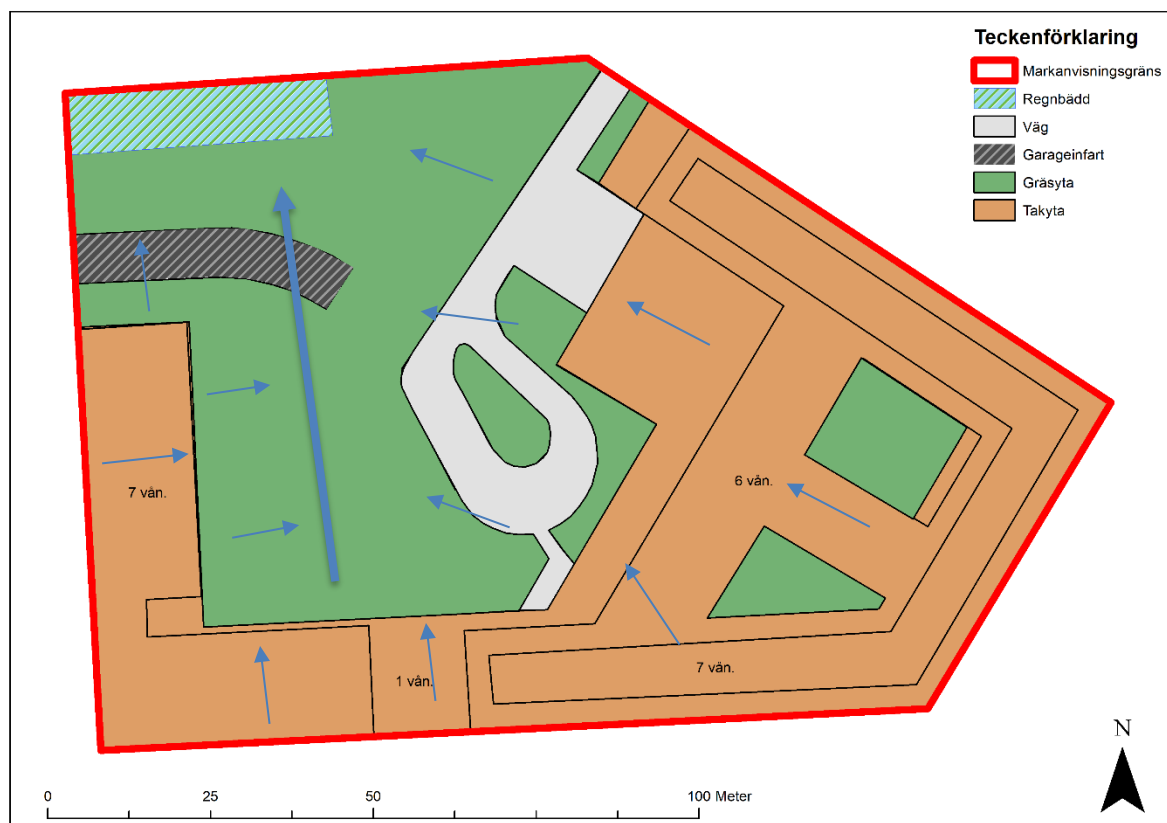 Teckenförklaring
Markanvisningsgräns
Regnbädd
Väg
Garageinfart
Gräsyta
Takyta
7 vån.
6 vån.
1 vån.
7 vån.
N
0 25 50 100 Meter